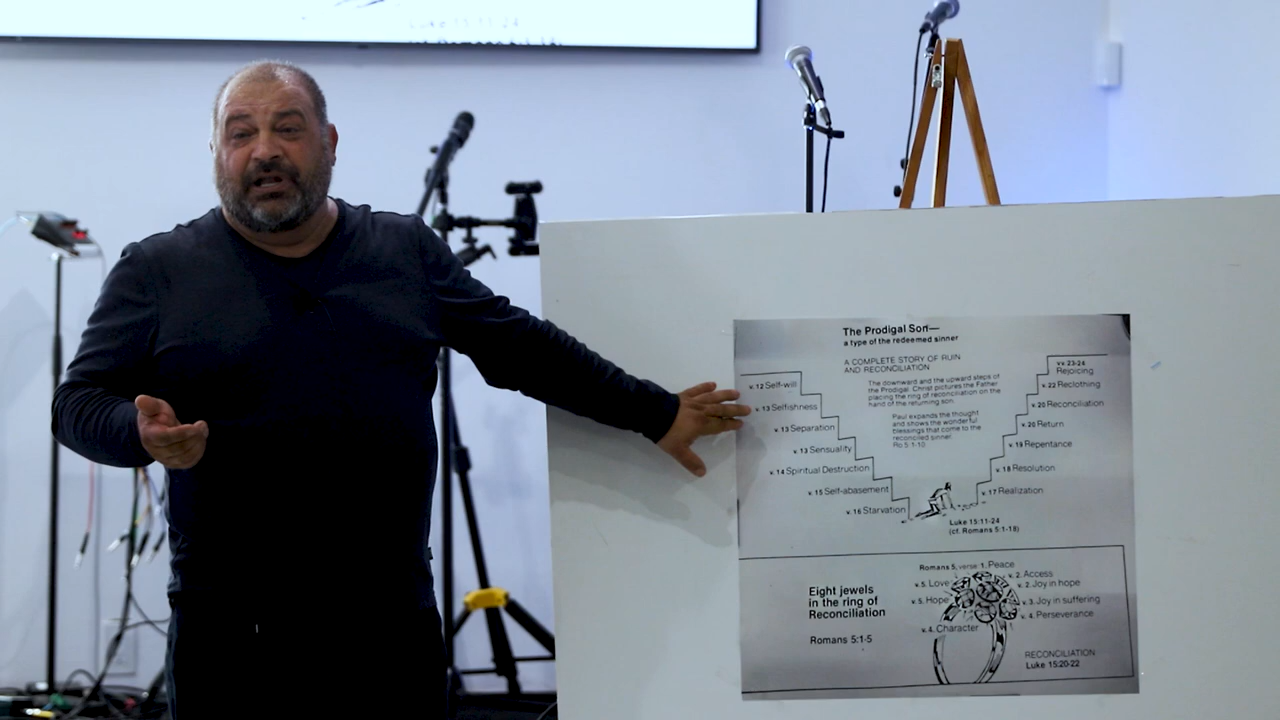 Luke 15:11-24
The Prodigal Son—
a type of the redeemed sinner
A COMPLETE STORY OF RUIN
AND RECONCILIATION
The downward and the upward steps of
the Prodigal. Christ pictures the Father
placing the ring of reconciliation on the
hand of the returning son.
Paul expands the thought
and shows the wonderful
blessings that come to the
reconciled sinner.
Ro 5:1-10
v. 12 Self-will
v. 13 Selfishness
v. 13 Separation
v. 13 Sensuality
v. 14 Spiritual Destruction
v. 15 Self-abasement
v. 16 Starvation
vv. 23-24
Rejoicing
v. 22 Reclothing
v. 20 Reconciliation
v. 20 Return
v. 19 Repentance
v. 18 Resolution
v. 17 Realization
Luke 15:11-24
(cf. Romans 5:1-18)
Eight jewels
in the ring of
Reconciliation
Romans 5:1-5
Romans 5, verse 1. Peace
v. 2. Access
v. 2. Joy in hope
v. 3. Joy in suffering
v. 4. Perseverance
v. 5. Love
v. 5. Hope
v. 4. Character
RECONCILIATION
Luke 15:20-22